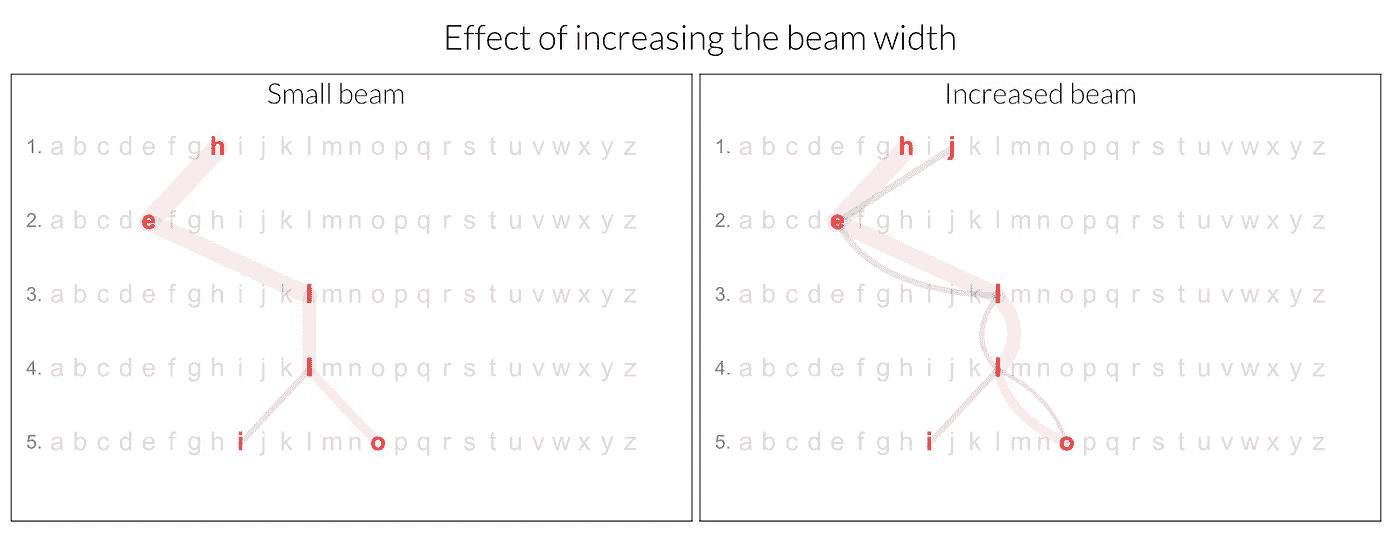 Effect of increasing the beam width
Small beam
1. a b c d e f g h i j k l m n o p q r s t u v w x y z
2. a b c d e f g h i j k l m n o p q r s t u v w x y z
3. a b c d e f g h i j k l m n o p q r s t u v w x y z
4. a b c d e f g h i j k l m n o p q r s t u v w x y z
5. a b c d e f g h i j k l m n o p q r s t u v w x y z
Increased beam
1. a b c d e f g h i j k l m n o p q r s t u v w x y z
2. a b c d e f g h i j k l m n o p q r s t u v w x y z
3. a b c d e f g h i j k l m n o p q r s t u v w x y z
4. a b c d e f g h i j k l m n o p q r s t u v w x y z
5. a b c d e f g h i j k l m n o p q r s t u v w x y z